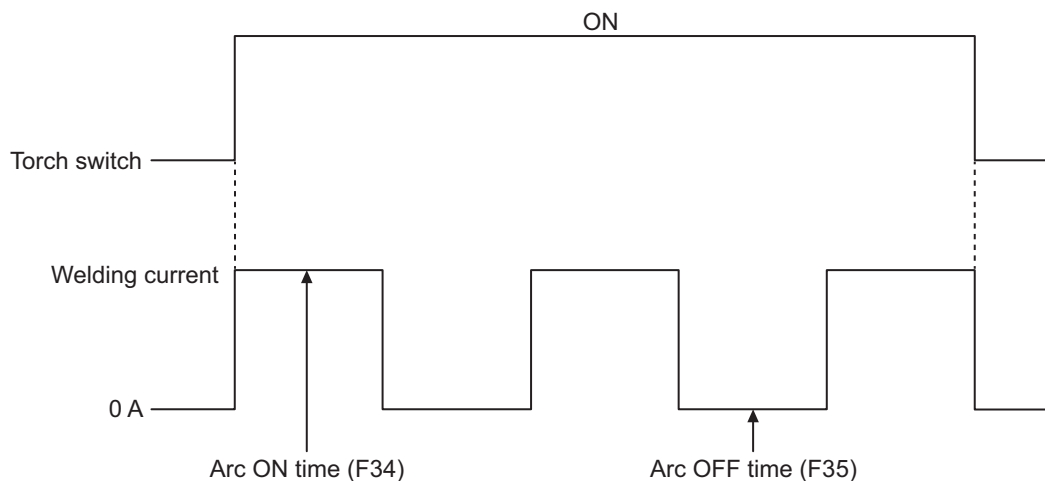 ON
Torch switch
Welding current
0 A
Arc ON time (F34)
Arc OFF time (F35)